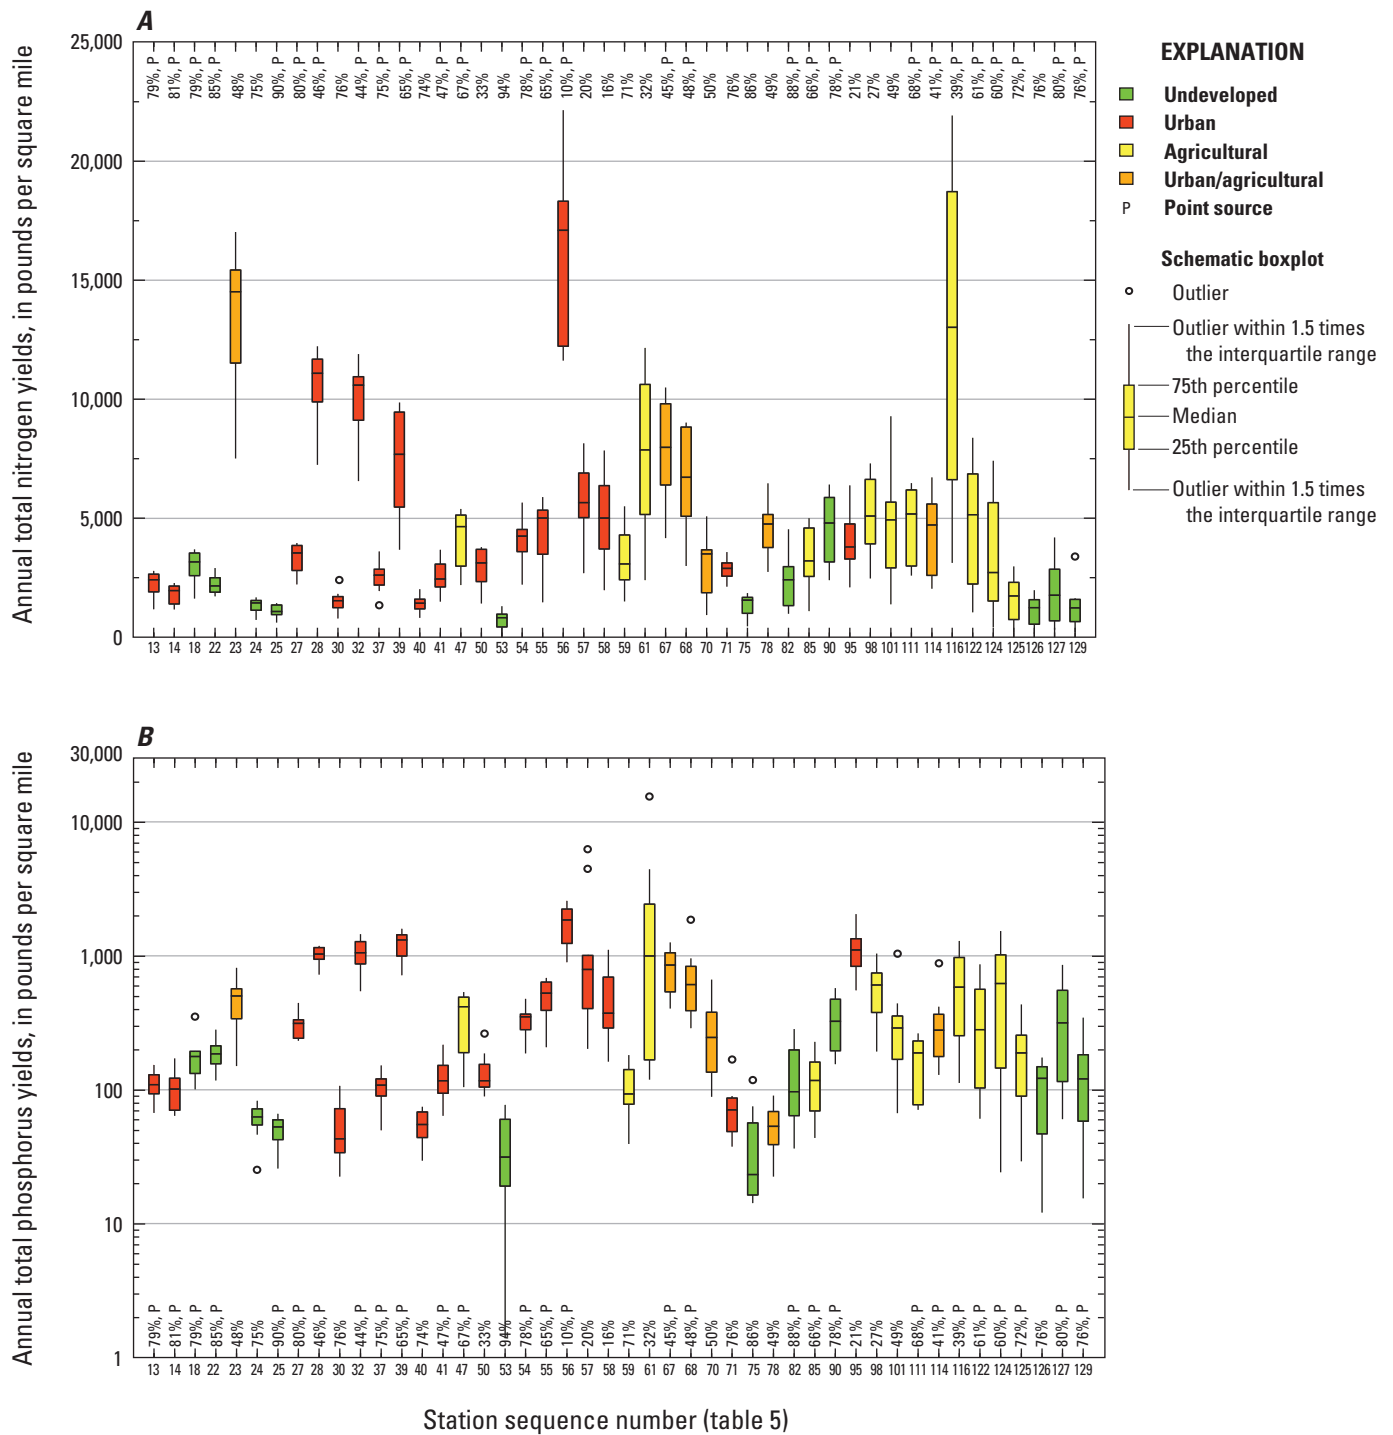 A
25,000
20,000
15,000
10,000
5,000
0
Annual total nitrogen yields, in pounds per square mile
79%, P 81%, P 79%, P 85%, P 48% 75% 90%, P 80%, P 46%, P 76% 44%, P 75%, P 65%, P 74% 47%, P 67%, P 33% 94% 78%, P 65%, P 10%, P 20% 16% 71% 32% 45%, P 48%, P 50% 76% 86% 49% 88%, P 66%, P 78%, P 21% 27% 49% 68%, P 41%, P 39%, P 61%, P 60%, P 72%, P 76% 80%, P 76%, P
13 14 18 22 23 24 25 27 28 30 32 37 39 40 41 47 50 53 54 55 56 57 58 59 61 67 68 70 71 75 78 82 85 90 95 98 101 111 114 116 122 124 125 126 127 129
EXPLANATION
Undeveloped
Urban
Agricultural
Urban/agricultural
P Point source
Schematic boxplot
Outlier
Outlier within 1.5 times
the interquartile range
75th percentile
Median
25th percentile
Outlier within 1.5 times
the interquartile range
B
30,000
10,000
1,000
100
10
1
Annual total phosphorus yields, in pounds per square mile
79%, P 81%, P 79%, P 85%, P 48% 75% 90%, P 80%, P 46%, P 76% 44%, P 75%, P 65%, P 74% 47%, P 67%, P 33% 94% 78%, P 65%, P 10%, P 20% 16% 71% 32% 45%, P 48%, P 50% 76% 86% 49% 88%, P 66%, P 78%, P 21% 27% 49% 68%, P 41%, P 39%, P 61%, P 60%, P 72%, P 76% 80%, P 76%, P
13 14 18 22 23 24 25 27 28 30 32 37 39 40 41 47 50 53 54 55 56 57 58 59 61 67 68 70 71 75 78 82 85 90 95 98 101 111 114 116 122 124 125 126 127 129
Station sequence number (table 5)